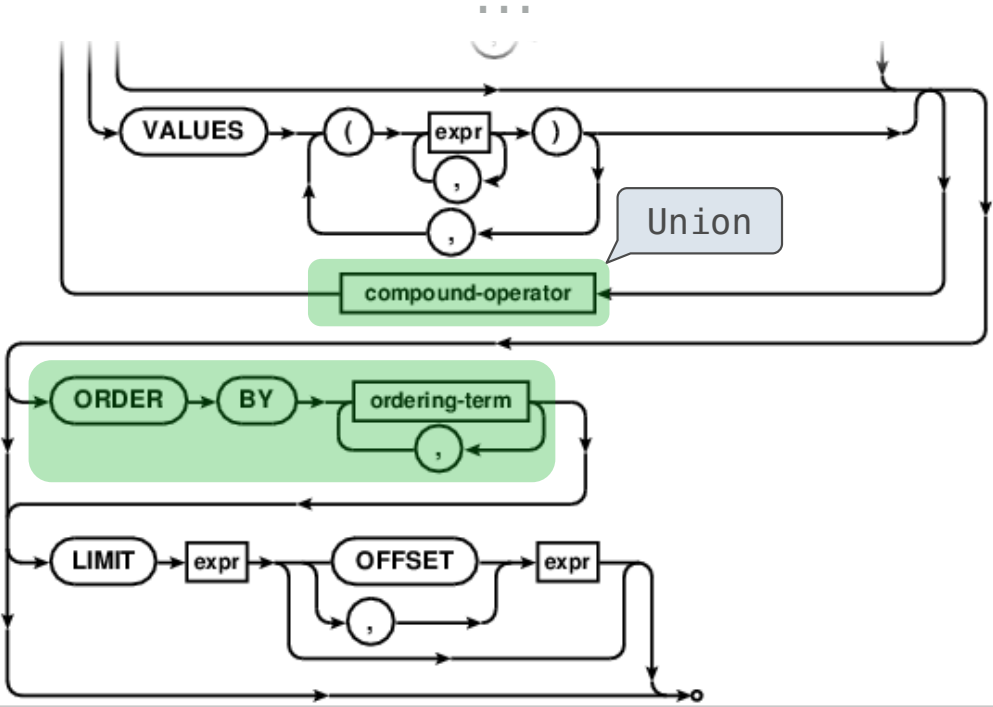 ...
,
VALUES ( expr )
,
,
Union
compound-operator
ORDER BY ordering-term
,
LIMIT expr OFFSET expr
,